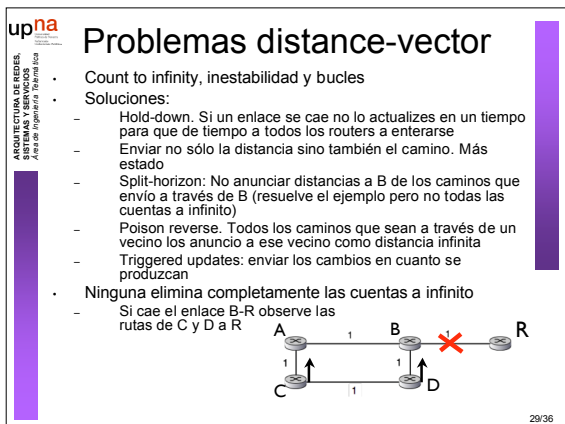 upna
Problemas distance-vector
ARQUITECTURA DE REDES,
SISTEMAS Y SERVICIOS
Área de Ingeniería Telemática
• Count to infinity, inestabilidad y bucles
• Soluciones:
– Hold-down. Si un enlace se cae no lo actualizes en un tiempo
para que de tiempo a todos los routers a enterarse
– Enviar no sólo la distancia sino también el camino. Más
estado
– Split-horizon: No anunciar distancias a B de los caminos que
envío a través de B (resuelve el ejemplo pero no todas las
cuentas a infinito)
– Poison reverse. Todos los caminos que sean a través de un
vecino los anuncio a ese vecino como distancia infinita
– Triggered updates: enviar los cambios en cuanto se
produzcan
• Ninguna elimina completamente las cuentas a infinito
– Si cae el enlace B-R observe las
rutas de C y D a R
A 1 B 1 R
1 1
C 1 D
29/36